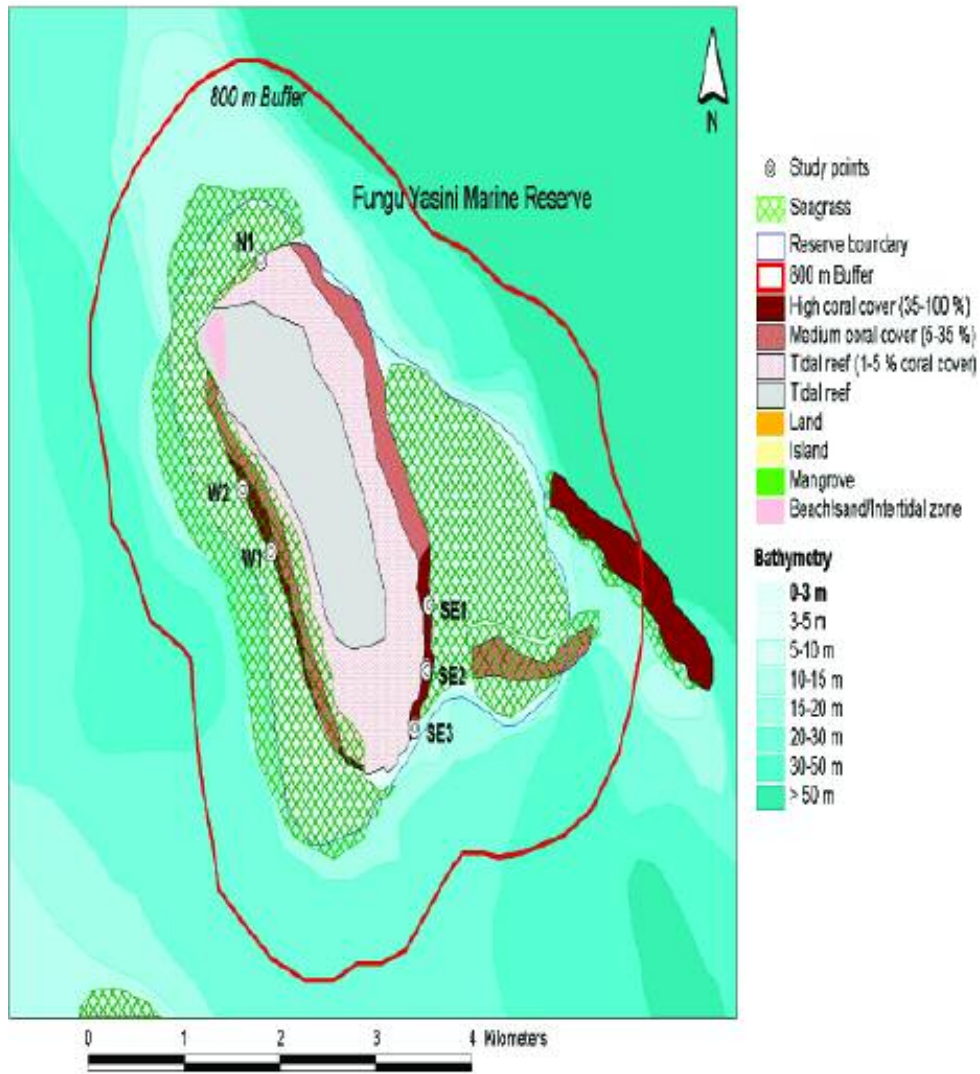 800 m Buffer
N
Fungu Yasini Marine Reserve
N1
W2
W1
SE1
SE2
SE3
Study points
Seagrass
Reserve boundary
800 m Buffer
High coral cover (35-100 %)
Medium coral cover (5-35 %)
Tidal reef (1-5 % coral cover)
Tidal reef
Land
Island
Mangrove
Beach/sand/Intertidal zone
Bathymetry
0-3 m
3-5 m
5-10 m
10-15 m
15-20 m
20-30 m
30-50 m
> 50 m
0 1 2 3 4 Kilometers